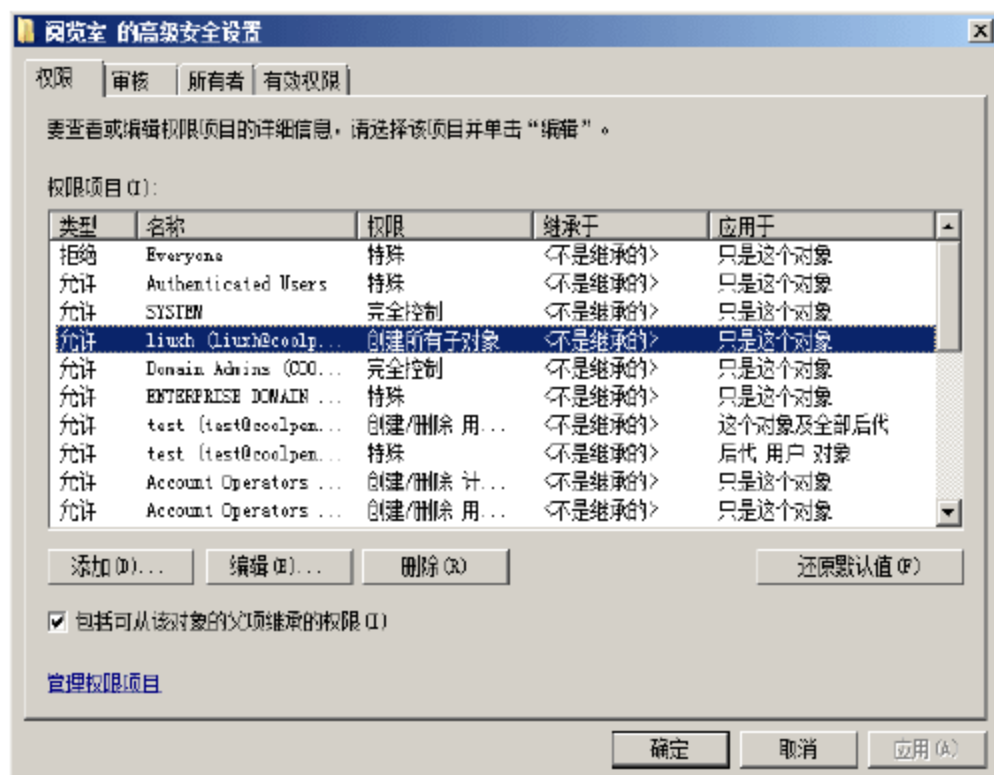 阅览室 的高级安全设置
权限 审核 所有者 有效权限
要查看或编辑权限项目的详细信息，请选择该项目并单击“编辑”。
权限项目(I):
类型 名称 权限 继承于 应用于
拒绝 Everyone 特殊 <不是继承的> 只是这个对象
允许 Authenticated Users 特殊 <不是继承的> 只是这个对象
允许 SYSTEM 完全控制 <不是继承的> 只是这个对象
允许 liuxh (liuxh@coolp... 创建所有子对象 <不是继承的> 只是这个对象
允许 Domain Admins (COO... 完全控制 <不是继承的> 只是这个对象
允许 ENTERPRISE DOMAIN ... 特殊 <不是继承的> 只是这个对象
允许 test (test@coolpen... 创建/删除 用... <不是继承的> 这个对象及全部后代
允许 test (test@coolpen... 特殊 <不是继承的> 后代 用户 对象
允许 Account Operators ... 创建/删除 计... <不是继承的> 只是这个对象
允许 Account Operators ... 创建/删除 用... <不是继承的> 只是这个对象
添加(D)... 编辑(E)... 删除(R) 还原默认值(F)
包括可从该对象的父项继承的权限(I)
管理权限项目
确定 取消 应用(A)